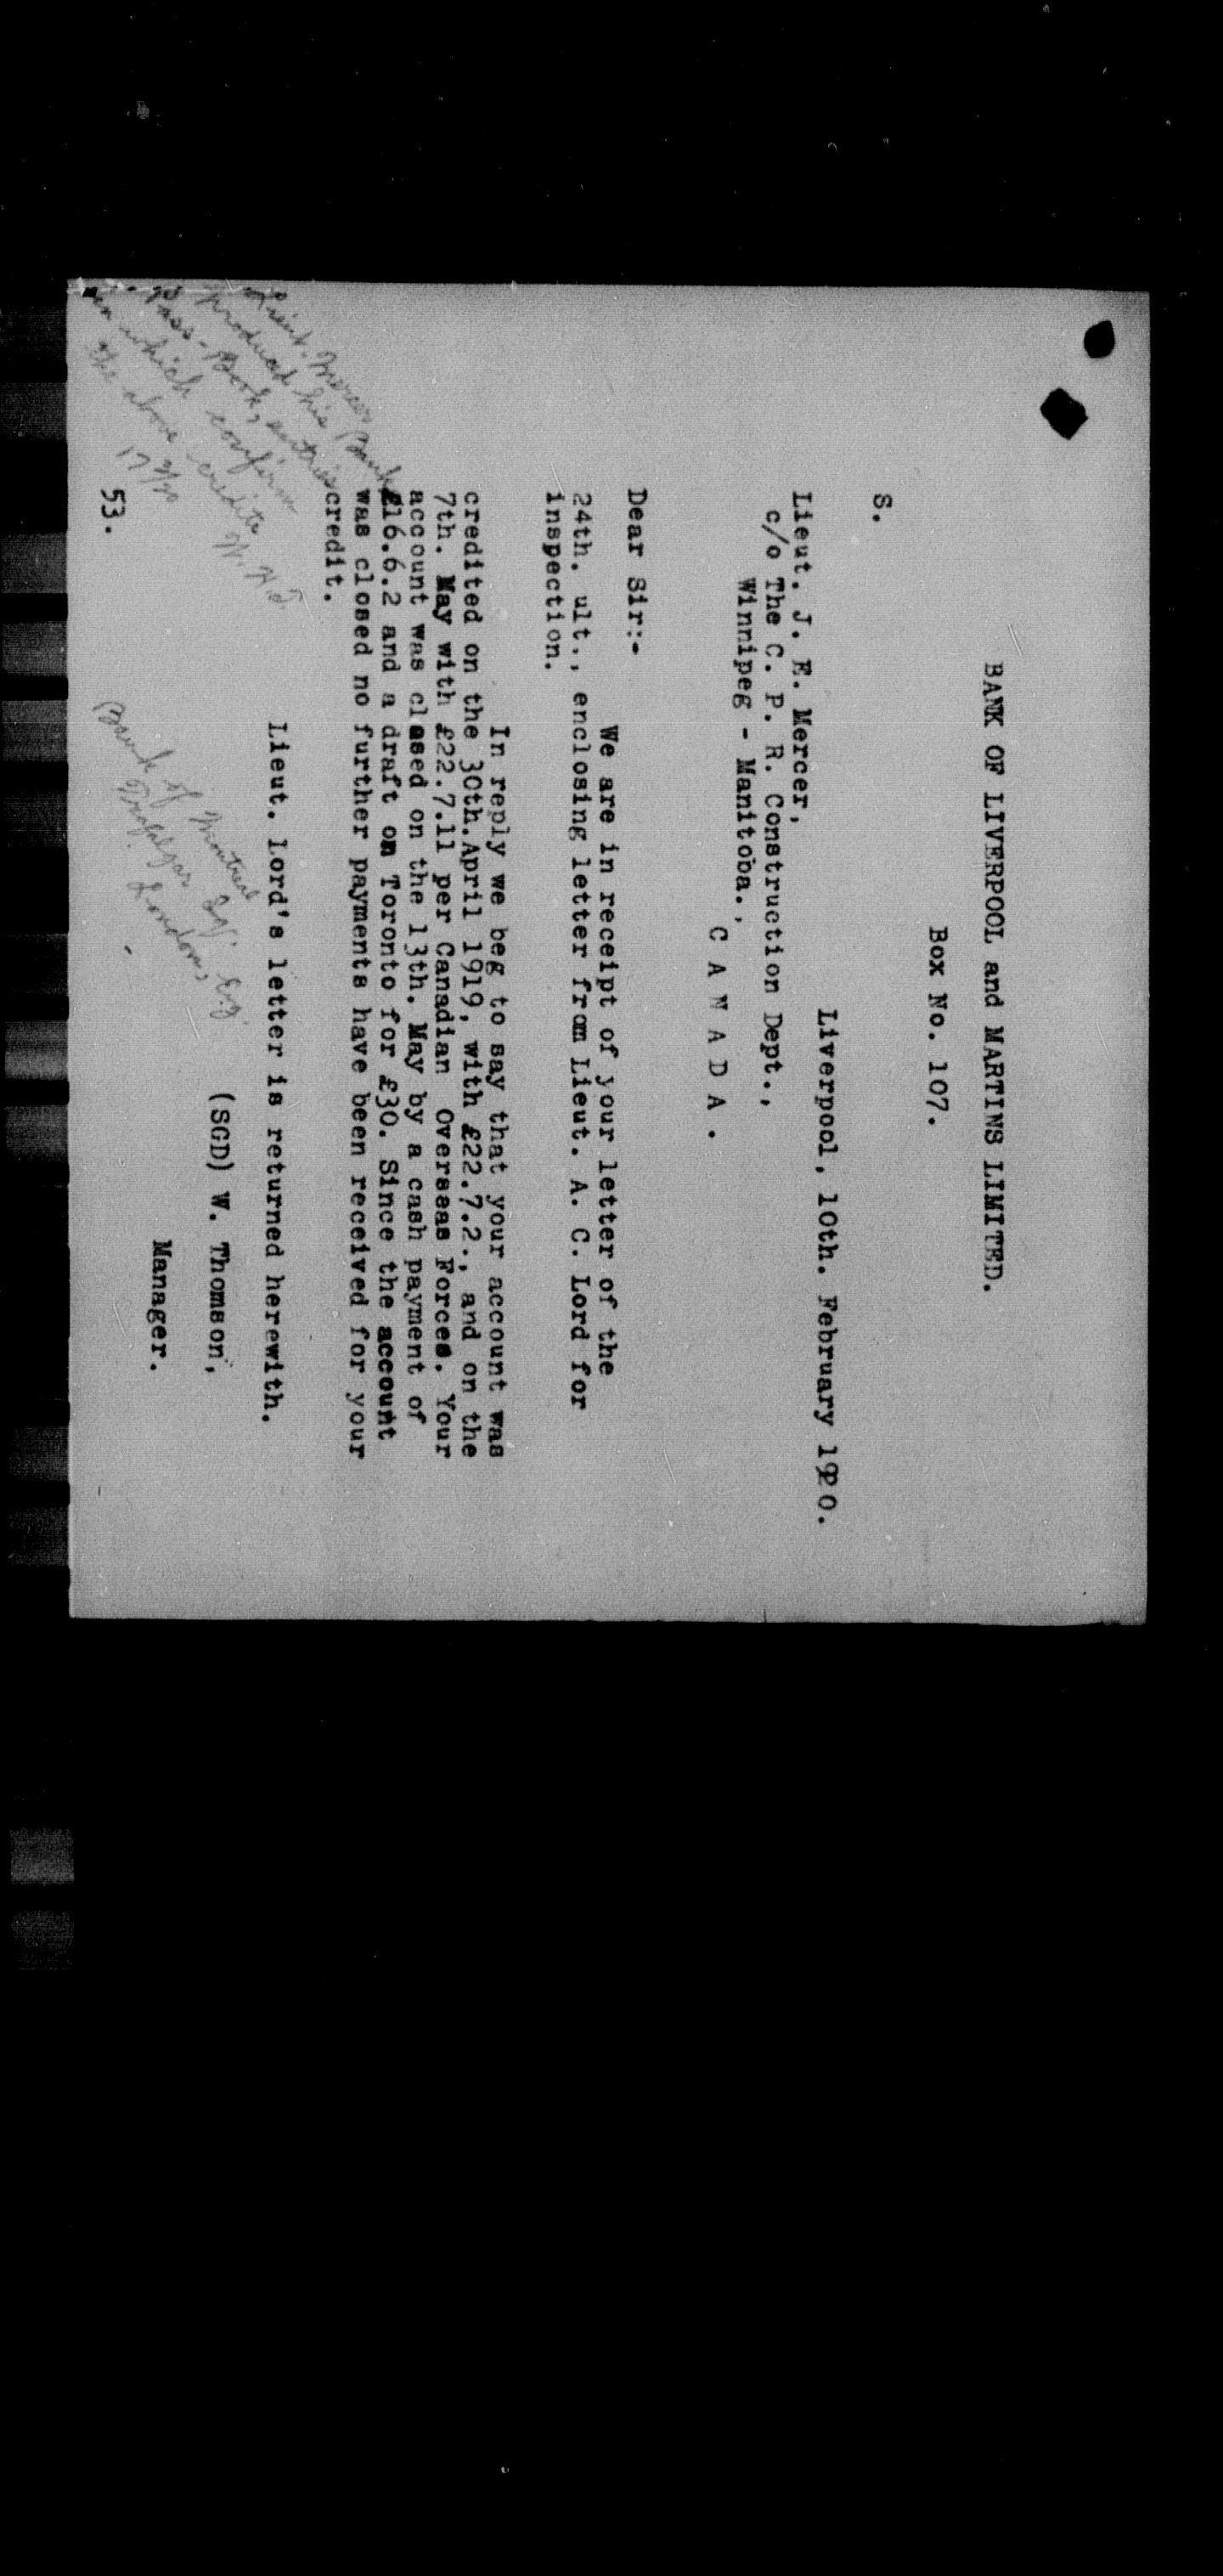 BANK OF LIVERPOOL and MARTINS LIMITED.
Box No. 107.
S.
Liverpool, 10th. February 1920.
Lieut. J. E. Mercer,
c/o The C. P. R. Construction Dept.,
Winnipeg - Manitoba.,
C A N A D A .
Dear Sir:-
We are in receipt of your letter of the
24th. ult., enclosing letter from Lieut. A. C. Lord for
inspection.
In reply we beg to say that your account was
credited on the 30th.April 1919, with £22.7.2., and on the
7th. May with £22.7.11 per Canadian Overseas Forces. Your
account was closed on the 13th. May by a cash payment of
£16.6.2 and a draft on Toronto for £30. Since the account
was closed no further payments have been received for your
credit.
Lieut. Lord's letter is returned herewith.
(SGD) W. Thomson,
Manager.
53.
Lieut. Mercer
produced his Bank
Pass-Book, entries
in which confirm
the above credits
W.H.
17/2/20
Bank of Montreal
Trafalgar Sq.
London, Eng.